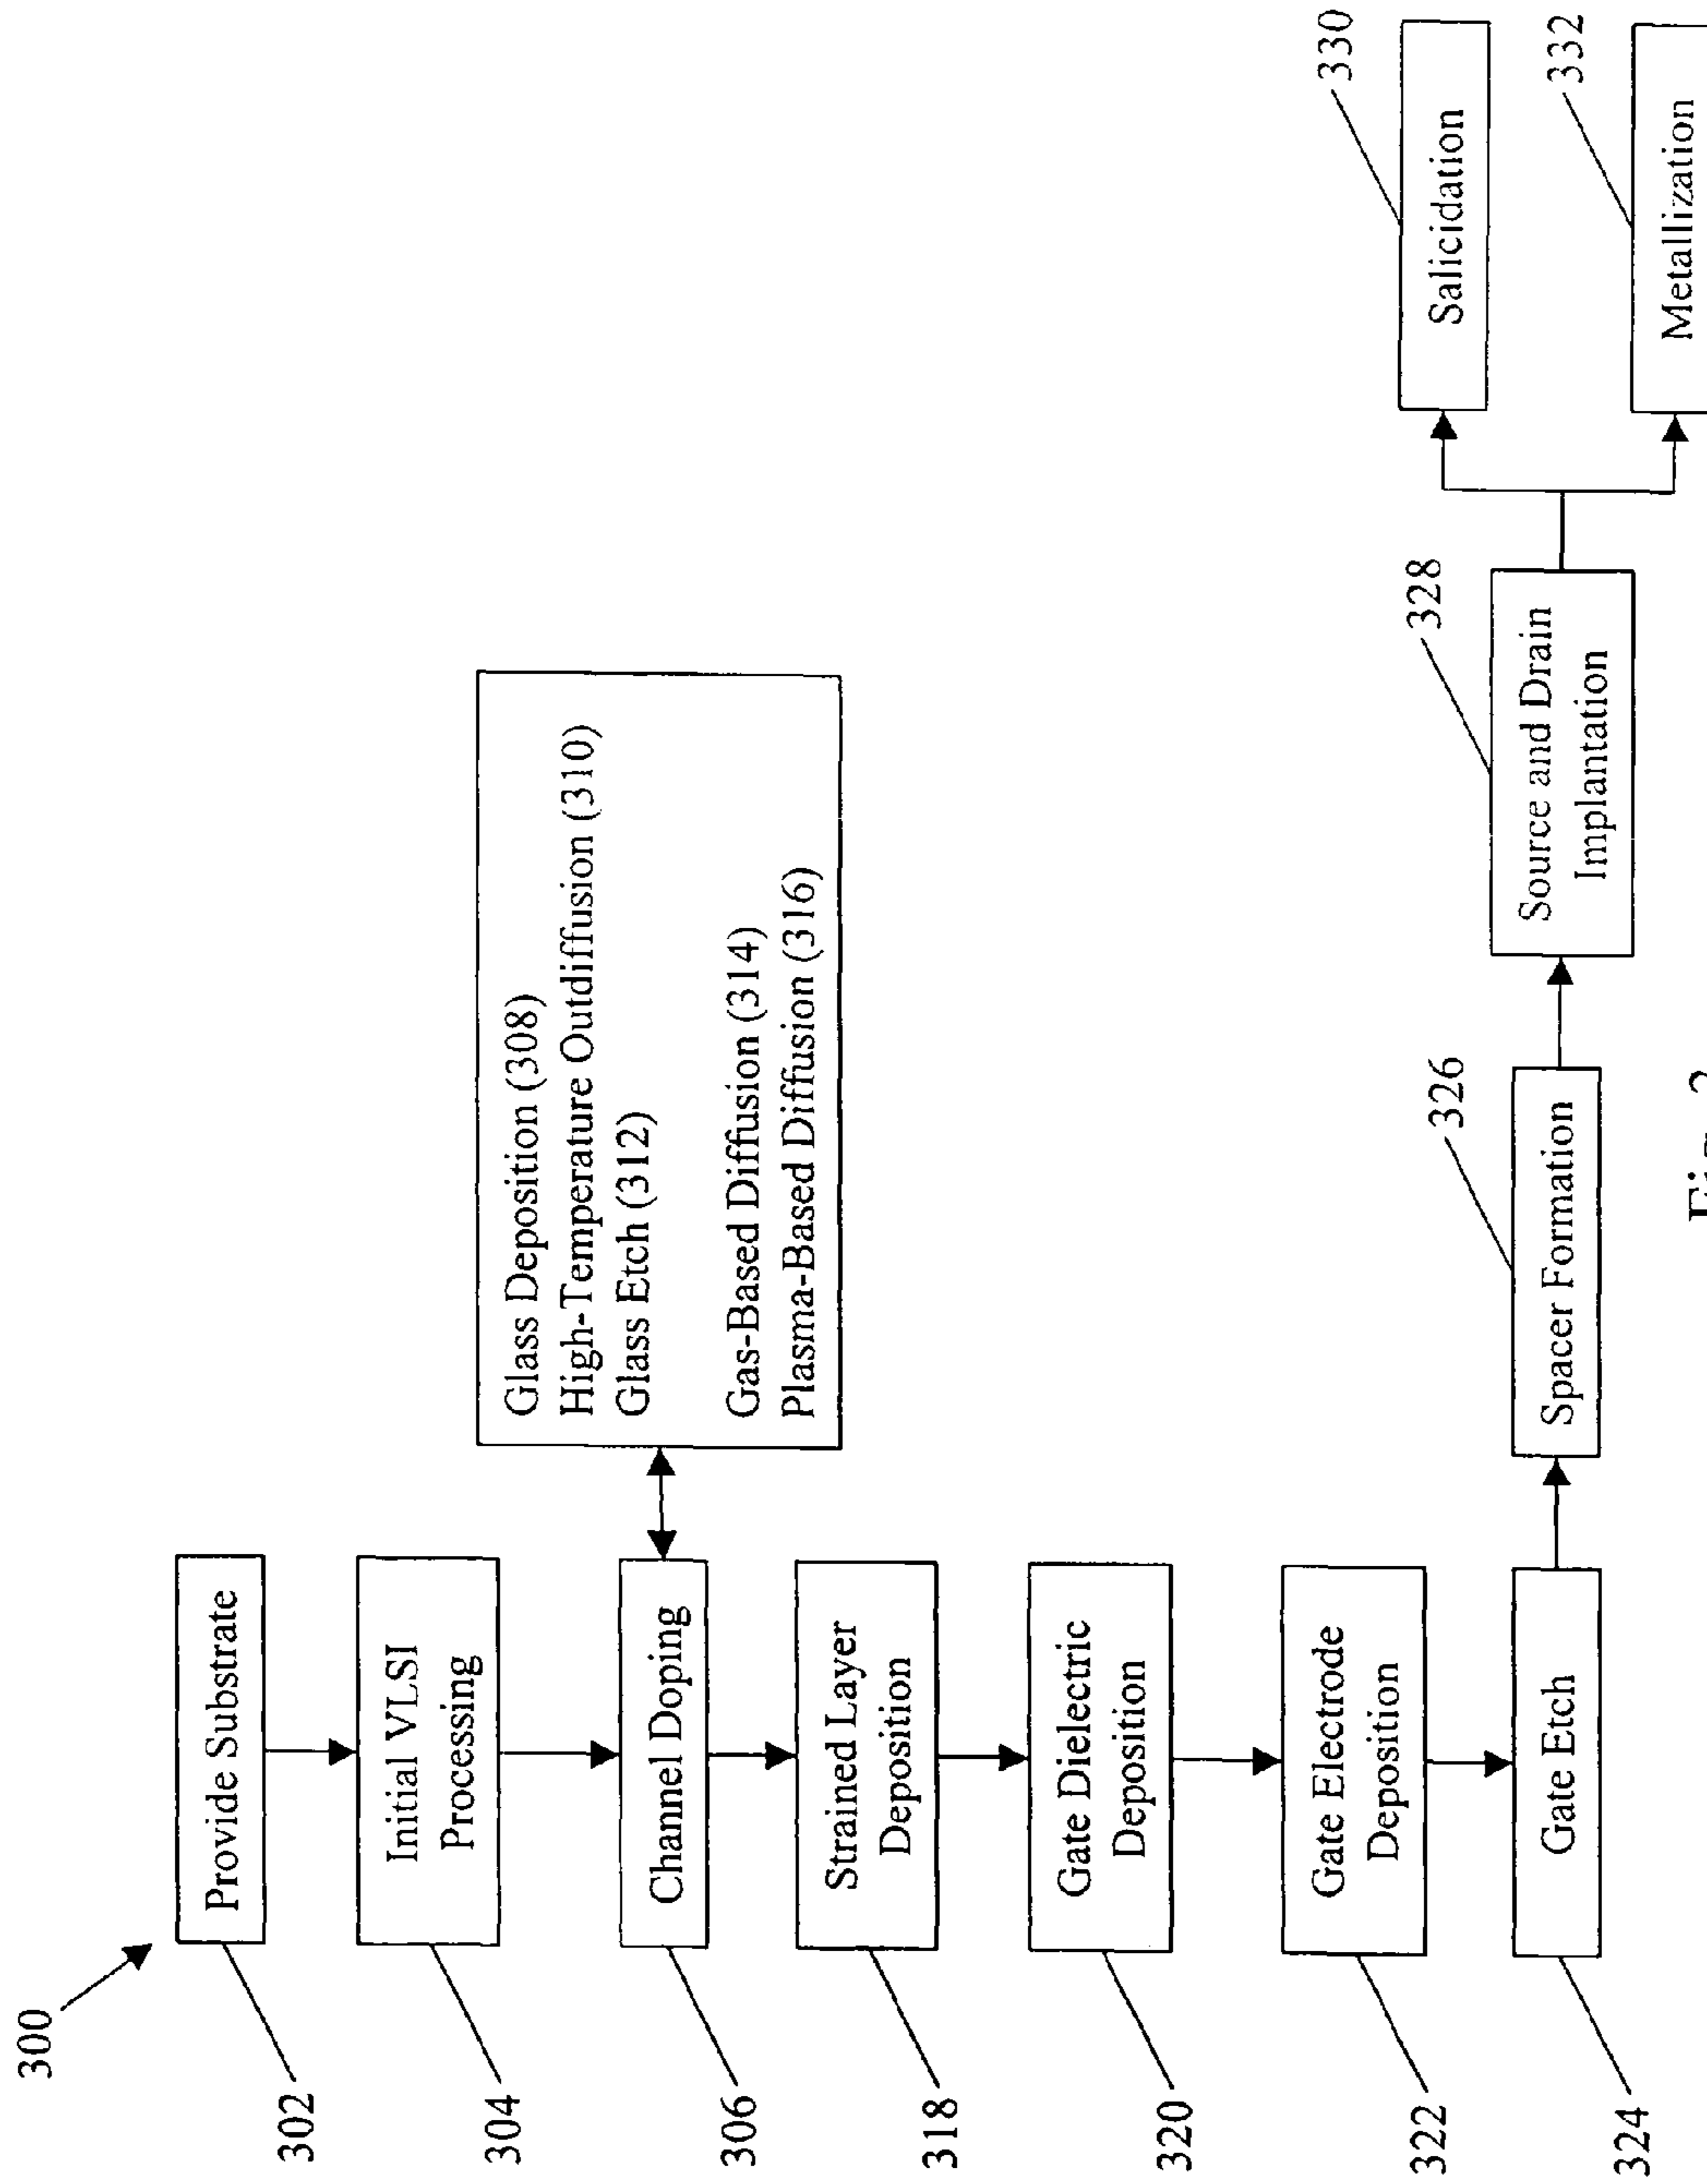 300
302
Provide Substrate
304
Initial VLSI
Processing
306
Channel Doping
Glass Deposition (308)
High-Temperature Outdiffusion (310)
Glass Etch (312)
Gas-Based Diffusion (314)
Plasma-Based Diffusion (316)
318
Strained Layer
Deposition
320
Gate Dielectric
Deposition
322
Gate Electrode
Deposition
324
Gate Etch
326
Spacer Formation
328
Source and Drain
Implantation
330
Salicidation
332
Metallization
Fig.